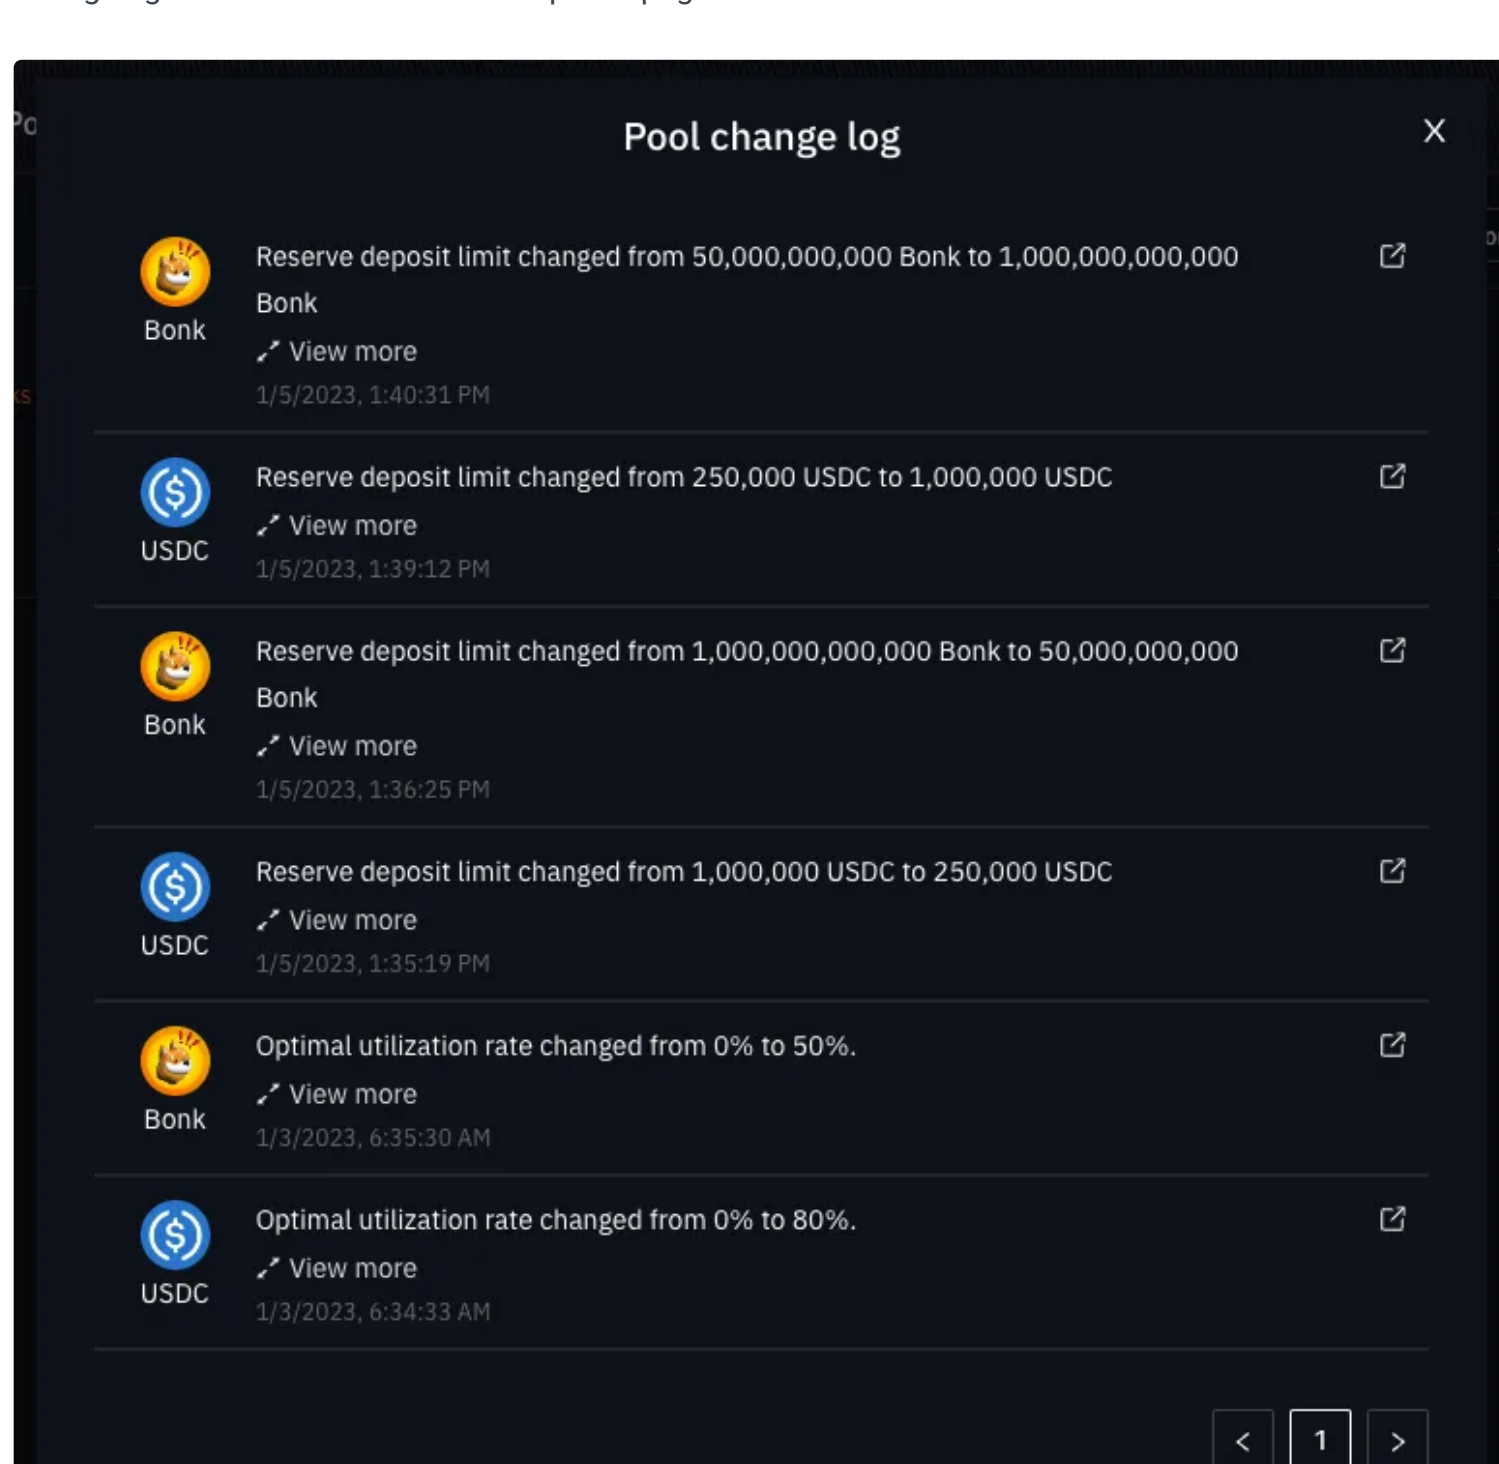 Pool change log
X
Reserve deposit limit changed from 50,000,000,000 Bonk to 1,000,000,000,000
Bonk
Bonk
View more
1/5/2023, 1:40:31 PM
Reserve deposit limit changed from 250,000 USDC to 1,000,000 USDC
View more
USDC
1/5/2023, 1:39:12 PM
Reserve deposit limit changed from 1,000,000,000,000 Bonk to 50,000,000,000
Bonk
Bonk
View more
1/5/2023, 1:36:25 PM
Reserve deposit limit changed from 1,000,000 USDC to 250,000 USDC
View more
USDC
1/5/2023, 1:35:19 PM
Optimal utilization rate changed from 0% to 50%.
View more
Bonk
1/3/2023, 6:35:30 AM
Optimal utilization rate changed from 0% to 80%.
View more
USDC
1/3/2023, 6:34:33 AM
< 1 >